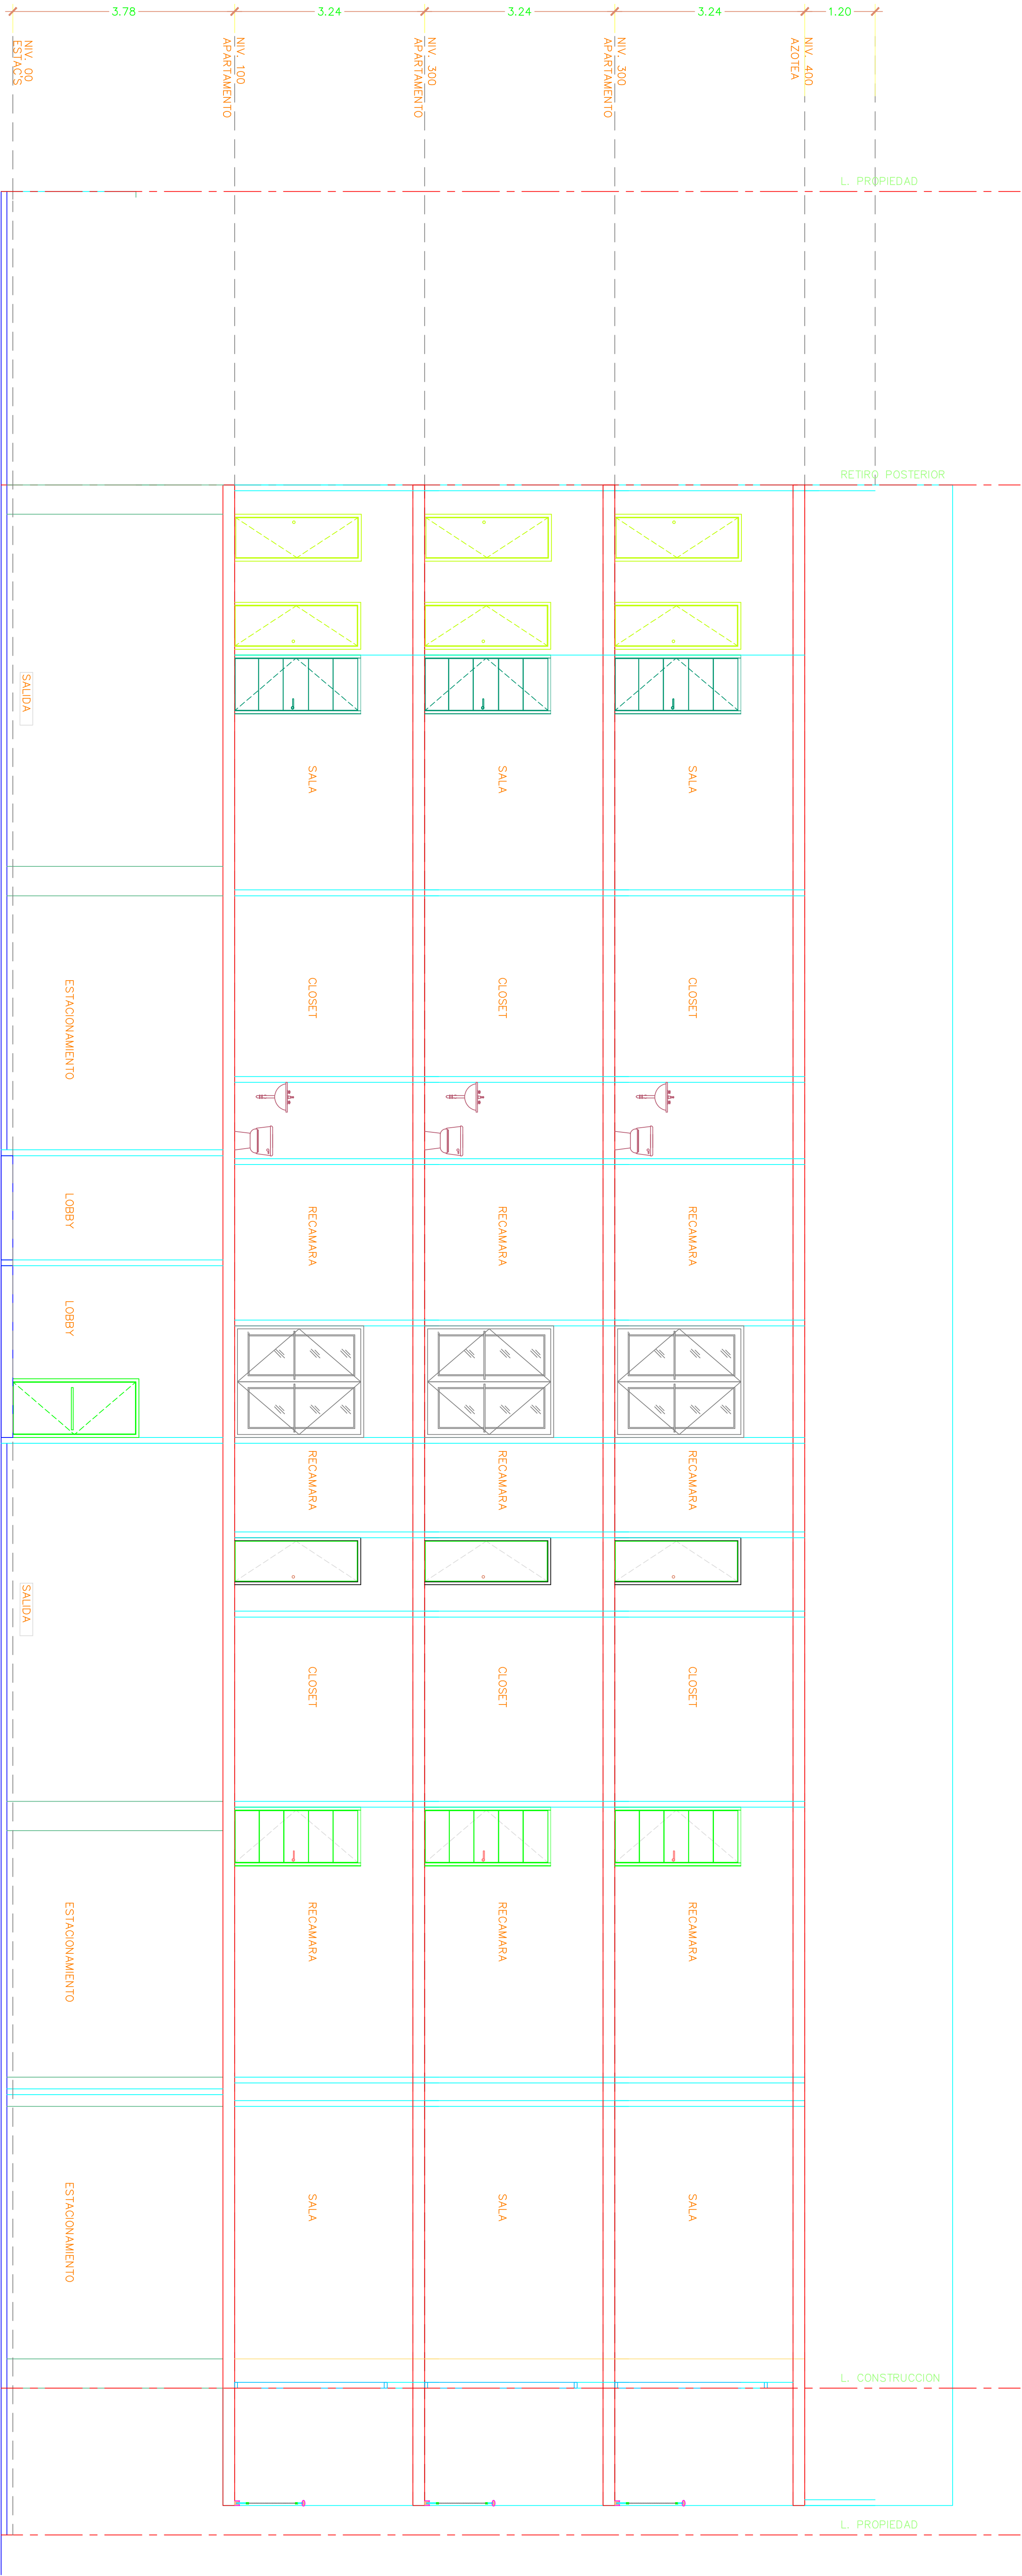 3.78
3.24
3.24
3.24
1.20
NIV. 00
ESTAC'S
NIV. 100
APARTAMENTO
NIV. 300
APARTAMENTO
NIV. 300
APARTAMENTO
NIV. 400
AZOTEA
L. PROPIEDAD
RETIRO POSTERIOR
SALIDA
SALA
SALA
SALA
ESTACIONAMIENTO
CLOSET
CLOSET
CLOSET
LOBBY
RECAMARA
RECAMARA
RECAMARA
LOBBY
RECAMARA
RECAMARA
RECAMARA
SALIDA
CLOSET
CLOSET
CLOSET
ESTACIONAMIENTO
RECAMARA
RECAMARA
RECAMARA
ESTACIONAMIENTO
SALA
SALA
SALA
L. CONSTRUCCION
L. PROPIEDAD